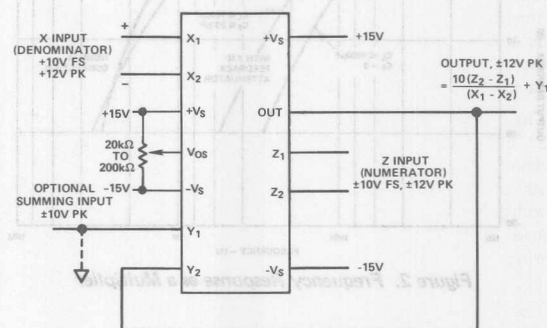 X INPUT
(DENOMINATOR)
+10V FS
+12V PK
+
–
X1
X2
+VS
VOS
-VS
Y1
Y2
+VS
OUT
Z1
Z2
-VS
+15V
20kΩ
TO
200kΩ
-15V
OPTIONAL
SUMMING INPUT
±10V PK
+15V
OUTPUT, ±12V PK
= 10(Z2 - Z1) / (X1 - X2) + Y1
Z INPUT
(NUMERATOR)
±10V FS, ±12V PK
-15V
Figure 2. Frequency Response as a Multiplier